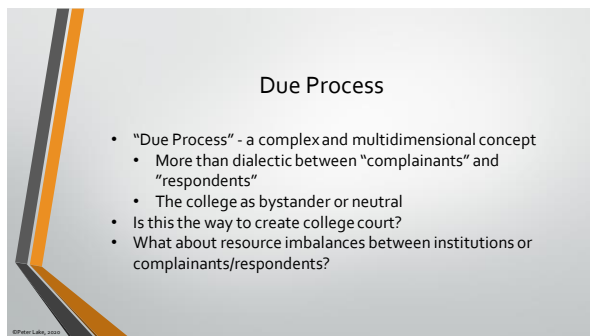 Due Process
• “Due Process” - a complex and multidimensional concept
• More than dialectic between “complainants” and
”respondents”
• The college as bystander or neutral
• Is this the way to create college court?
• What about resource imbalances between institutions or
complainants/respondents?
©Peter Lake, 2020